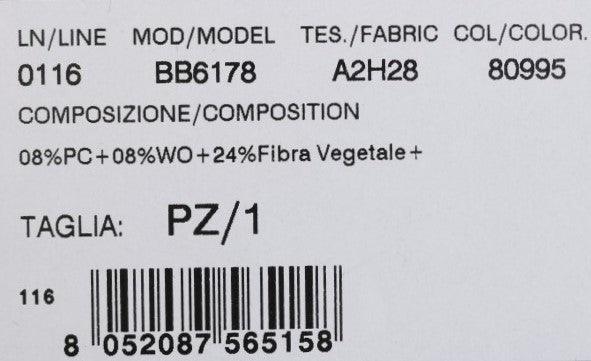 LN/LINE MOD/MODEL TES./FABRIC COL/COLOR.
0116 BB6178 A2H28 80995
COMPOSIZIONE/COMPOSITION
08%PC+08%WO+24%Fibra Vegetale+
TAGLIA: PZ/1
116
8 052087 565158